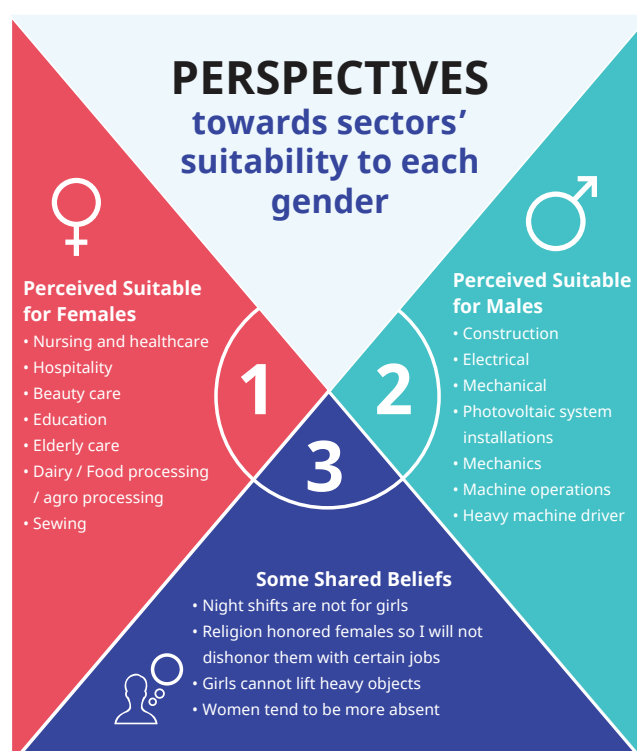 PERSPECTIVES
towards sectors’
suitability to each
gender
Perceived Suitable
for Females
• Nursing and healthcare
• Hospitality
• Beauty care
• Education
• Elderly care
• Dairy / Food processing
/ agro processing
• Sewing
1
Perceived Suitable
for Males
• Construction
• Electrical
• Mechanical
• Photovoltaic system
installations
• Mechanics
• Machine operations
• Heavy machine driver
2
3
Some Shared Beliefs
• Night shifts are not for girls
• Religion honored females so I will not
dishonor them with certain jobs
• Girls cannot lift heavy objects
• Women tend to be more absent